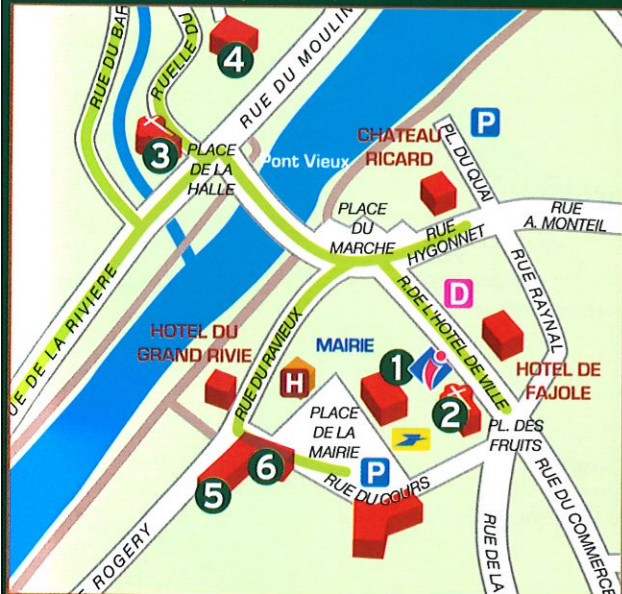 RUE DU BAR
RUELLE DU
4
RUE DU MOULIN
3
PLACE
DE LA
HALLE
Pont Vieux
CHATEAU
RICARD
PL. DU QUAI
P
PLACE
DU
MARCHE
RUE
HYGONNET
RUE
A. MONTEIL
RUE RAYNAL
UE DE LA RIVIERE
HOTEL DU
GRAND RIVIE
RUE DU RAVIEUX
H
MAIRIE
1
i
R.DE L'HOTEL DE VILLE
D
HOTEL DE
FAJOLE
2
PLACE
DE LA
MAIRIE
PL. DES
FRUITS
P
RUE DU COURS
5
6
E ROGERY
RUE DE LA
RUE DU COMMERCE